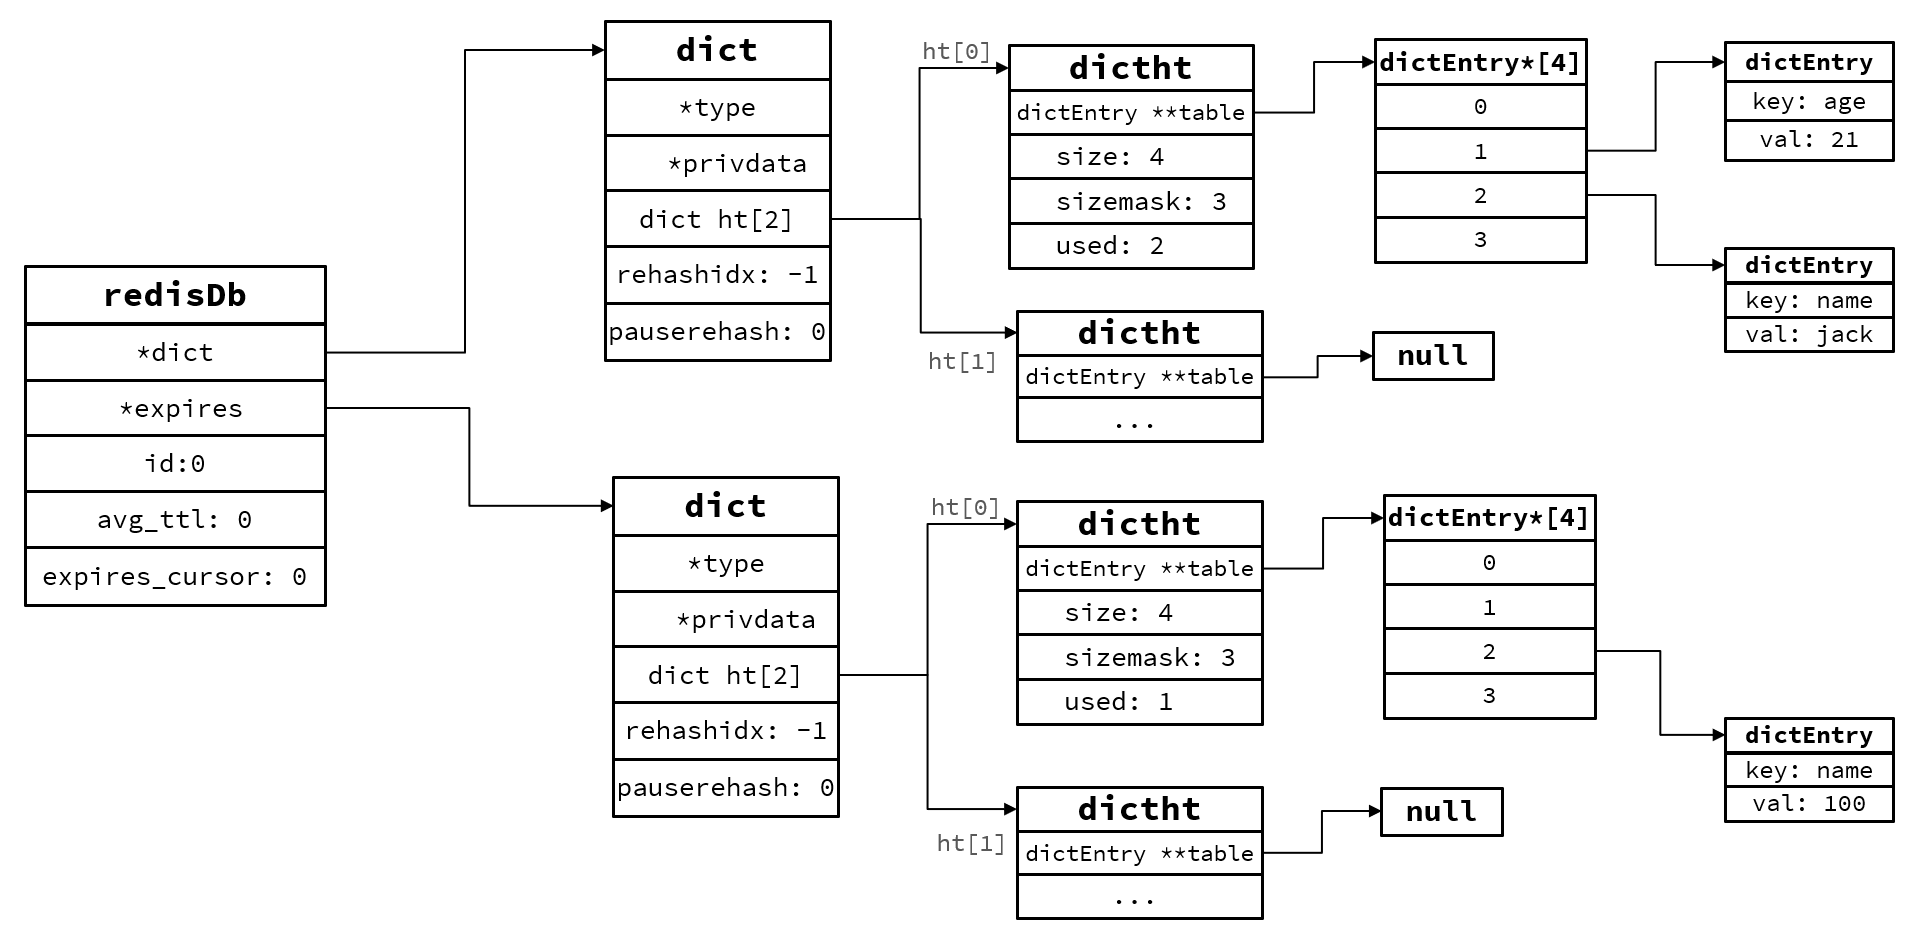 redisDb
*dict
*expires
id:0
avg_ttl: 0
expires_cursor: 0
dict
*type
*privdata
dict ht[2]
rehashidx: -1
pauserehash: 0
ht[0]
dictht
dictEntry **table
size: 4
sizemask: 3
used: 2
dictEntry*[4]
0
1
2
3
dictEntry
key: age
val: 21
dictEntry
key: name
val: jack
ht[1]
dictht
dictEntry **table
...
null
dict
*type
*privdata
dict ht[2]
rehashidx: -1
pauserehash: 0
ht[0]
dictht
dictEntry **table
size: 4
sizemask: 3
used: 1
dictEntry*[4]
0
1
2
3
dictEntry
key: name
val: 100
ht[1]
dictht
dictEntry **table
...
null